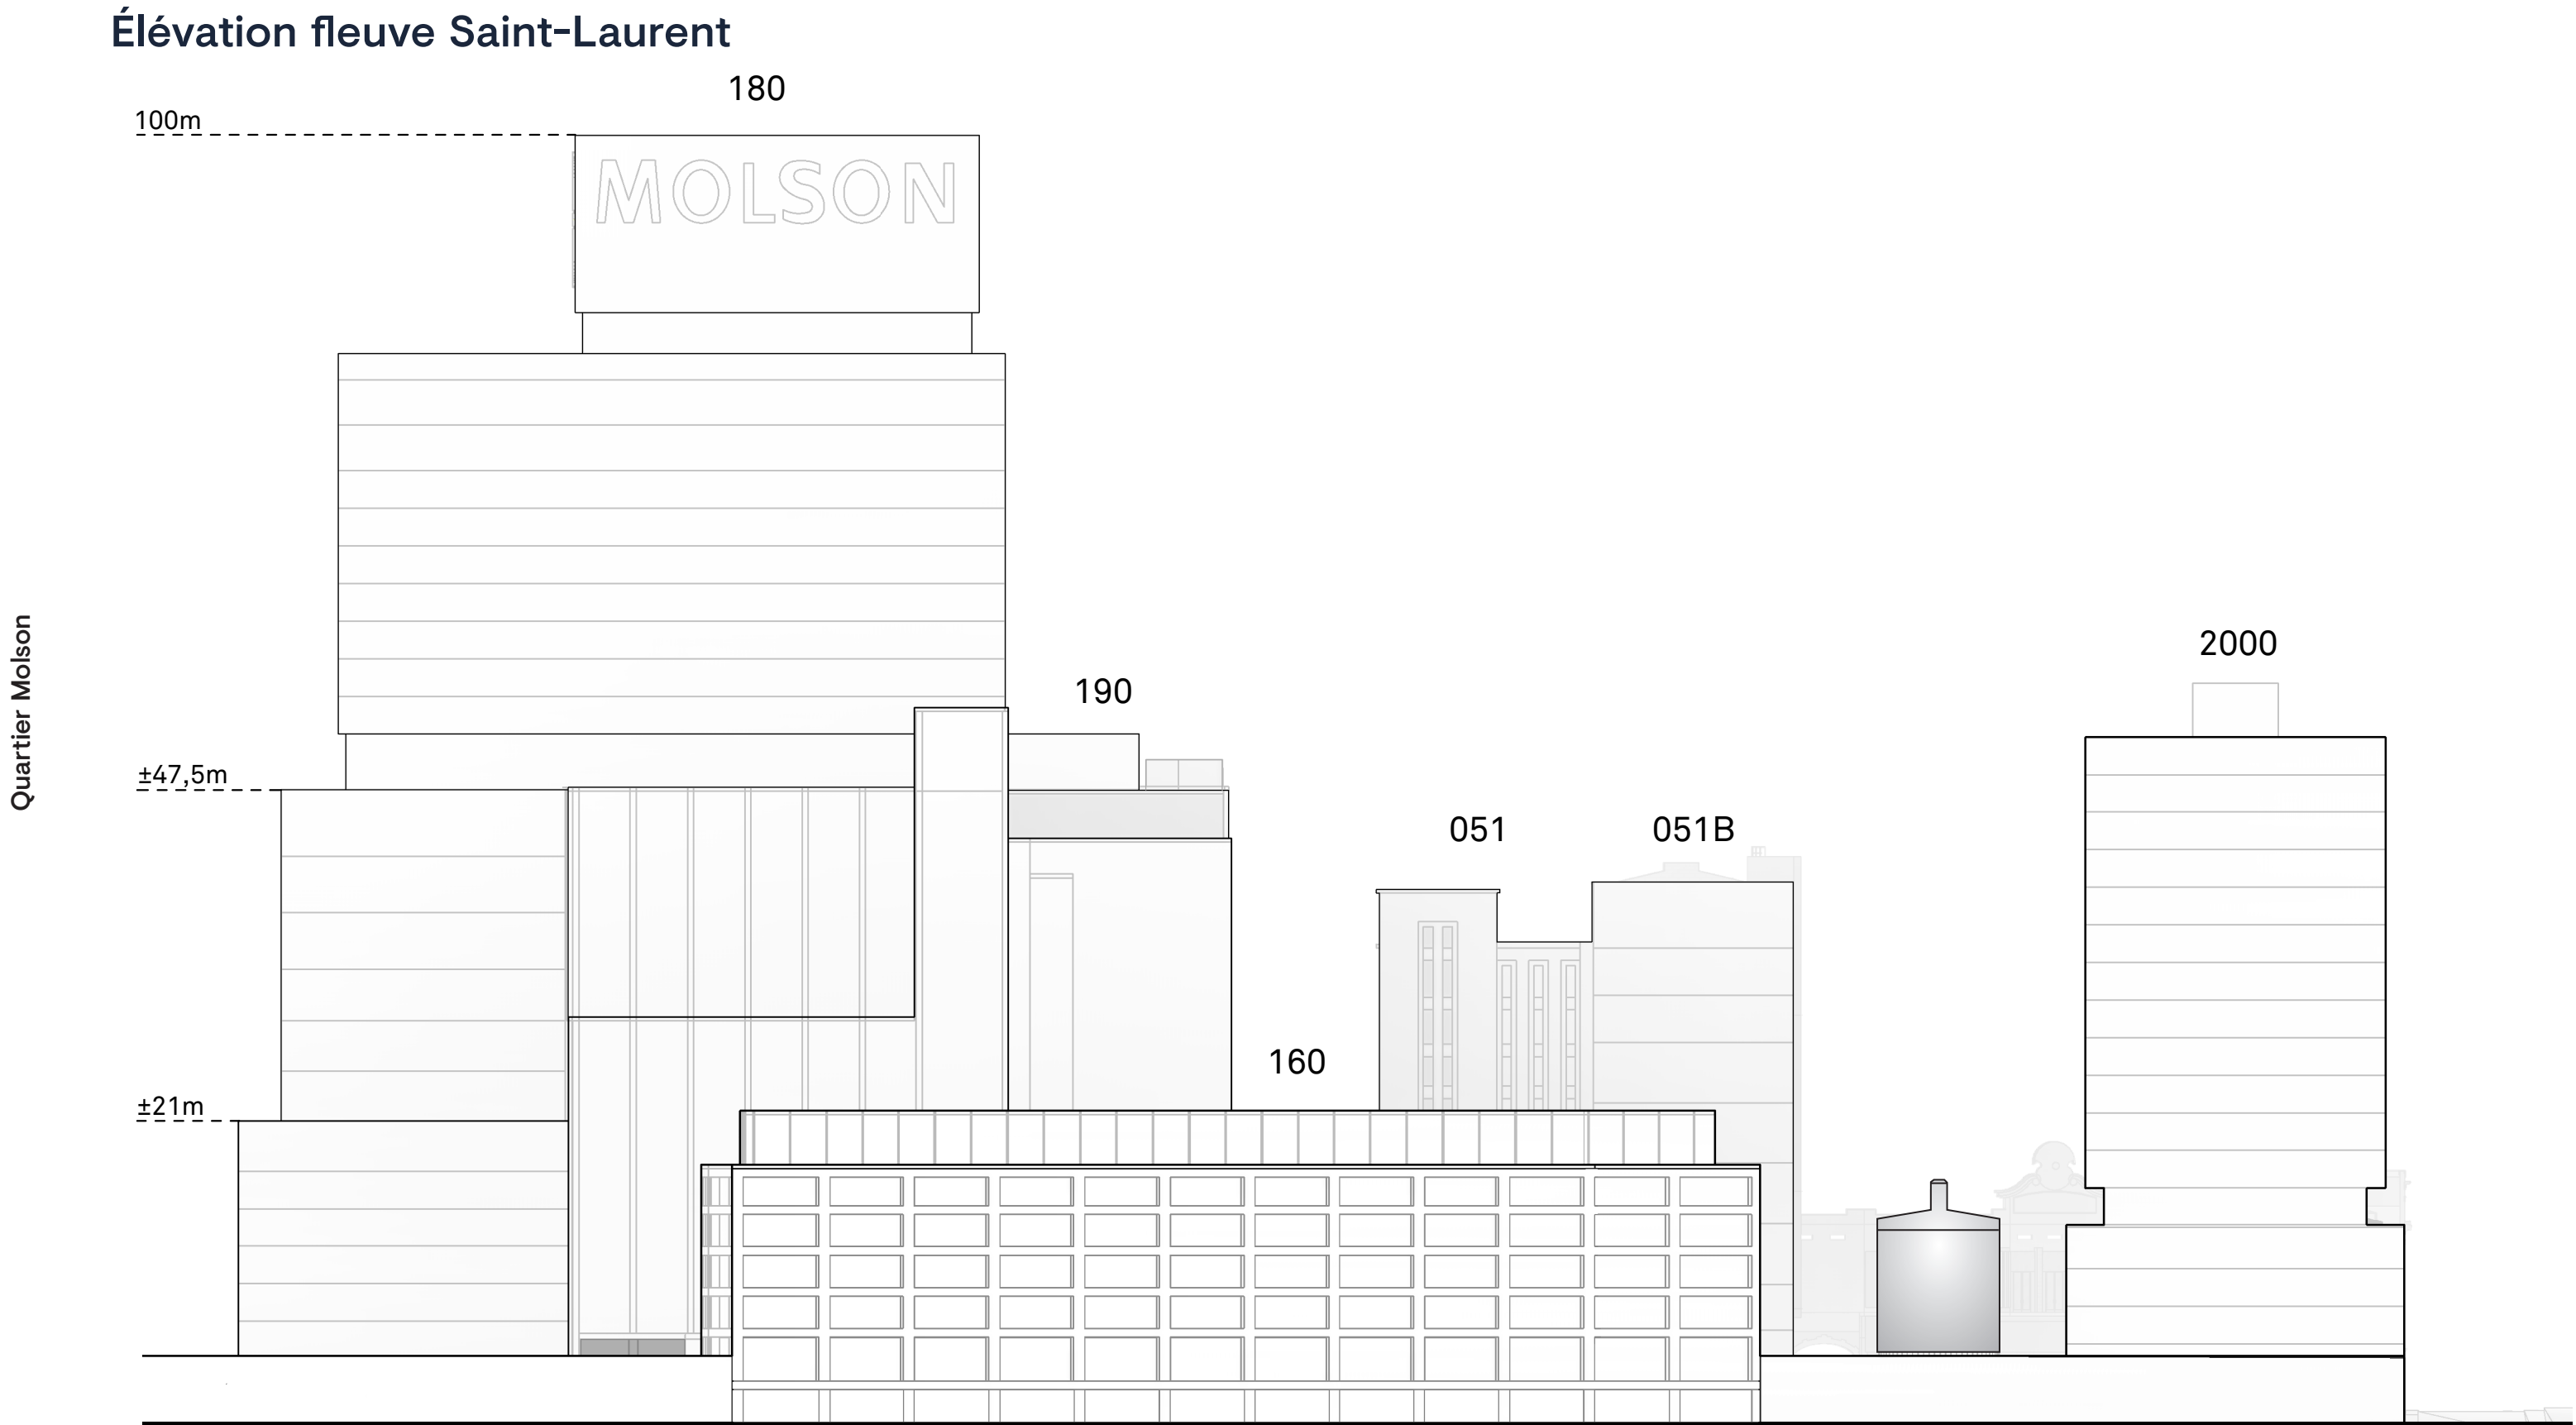 Élévation fleuve Saint-Laurent
180
100m
MOLSON
2000
190
Quartier Molson
±47,5m
051
051B
160
±21m